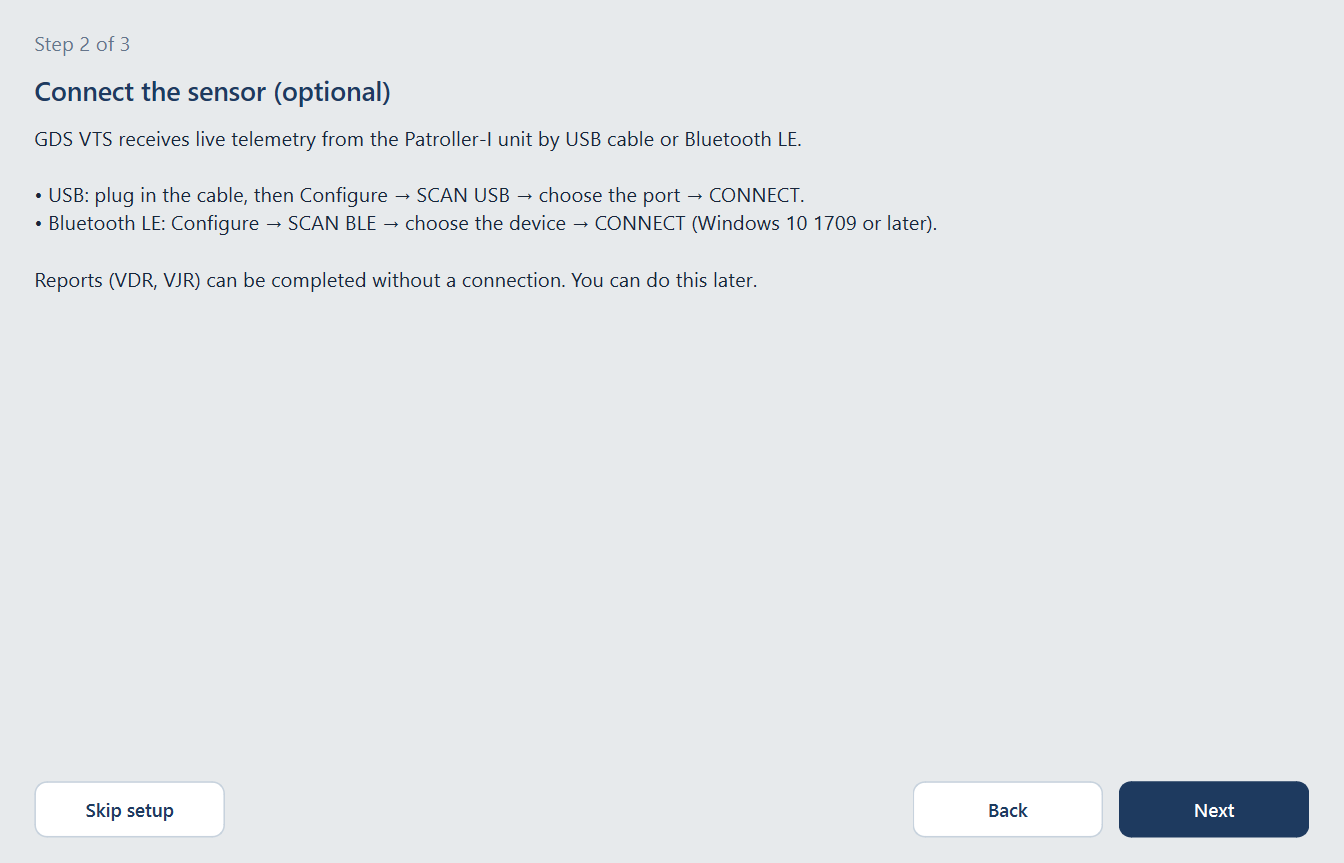 Step 2 of 3
Connect the sensor (optional)
GDS VTS receives live telemetry from the Patroller-I unit by USB cable or Bluetooth LE.
• USB: plug in the cable, then Configure → SCAN USB → choose the port → CONNECT.
• Bluetooth LE: Configure → SCAN BLE → choose the device → CONNECT (Windows 10 1709 or later).
Reports (VDR, VJR) can be completed without a connection. You can do this later.
Skip setup
Back
Next